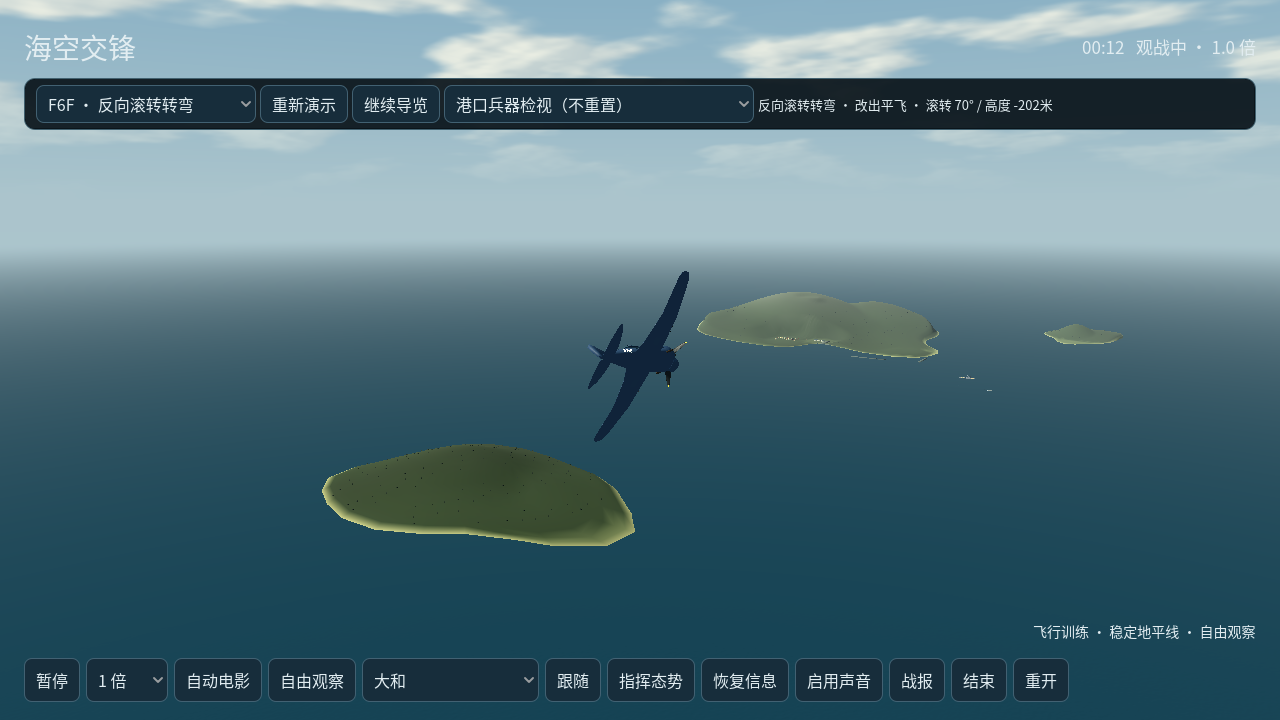 海空交锋
00:12 观战中 · 1.0 倍
F6F · 反向滚转转弯
重新演示
继续导览
港口兵器检视（不重置）
反向滚转转弯 · 改出平飞 · 滚转 70° / 高度 -202米
飞行训练 · 稳定地平线 · 自由观察
暂停
1 倍
自动电影
自由观察
大和
跟随
指挥态势
恢复信息
启用声音
战报
结束
重开